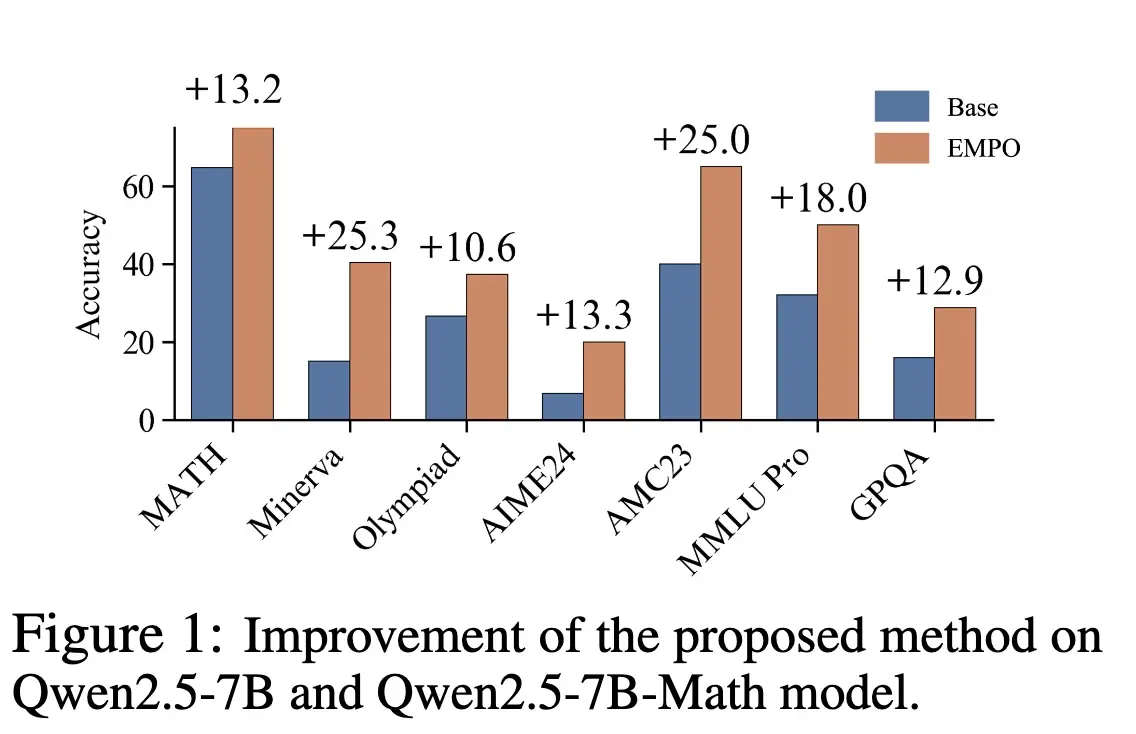 +13.2
+25.3
+10.6
+13.3
+25.0
+18.0
+12.9
Base
EMPO
Accuracy
60
40
20
0
MATH
Minerva
Olympiad
AIME24
AMC23
MMLU Pro
GPQA
Figure 1: Improvement of the proposed method on
Qwen2.5-7B and Qwen2.5-7B-Math model.